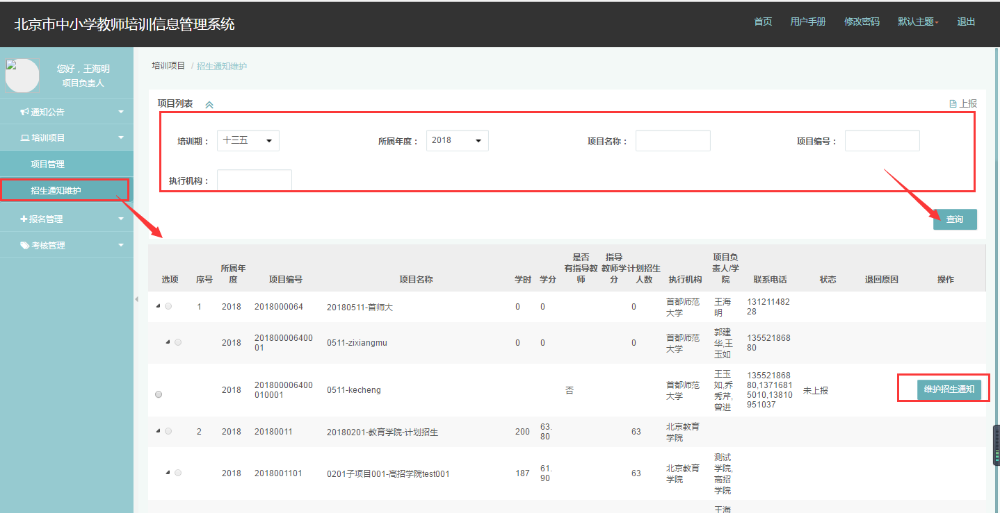 北京市中小学教师培训信息管理系统
首页 用户手册 修改密码 默认主题 退出
您好，王海明
项目负责人
通知公告
培训项目
项目管理
招生通知维护
报名管理
考核管理
培训项目 / 招生通知维护
项目列表
上报
培训期： 十三五 所属年度： 2018 项目名称： 项目编号：
执行机构：
查询
选项 序号 所属年度 项目编号 项目名称 学时 学分 是否有指导教师 指导教师学分 计划招生人数 执行机构 项目负责人/学院 联系电话 状态 退回原因 操作
1 2018 2018000064 20180511-首师大 0 0 0 首都师范大学 王海明 13121148228
2018 20180000640001 0511-zixiangmu 0 0 0 首都师范大学 郭建华,王玉如 13552186880
2018 201800006400010001 0511-kecheng 否 首都师范大学 王玉如,乔秀芹,曾进 13552186880,13716815010,13810951037 未上报 维护招生通知
2 2018 20180011 20180201-教育学院-计划招生 200 63.80 63 北京教育学院
2018 2018001101 0201子项目001-高招学院test001 187 61.90 63 北京教育学院 测试学院,高招学院
王海